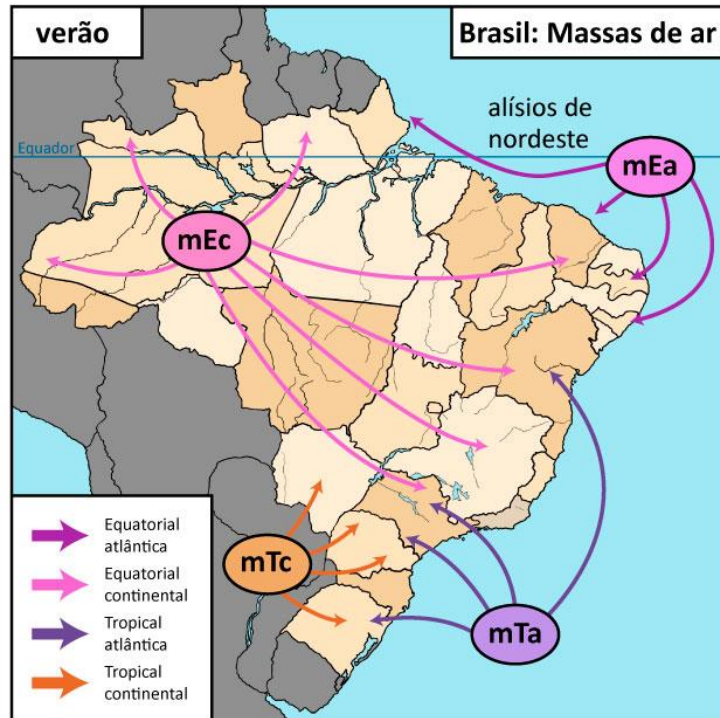 verão
Brasil: Massas de ar
alísios de
nordeste
Equador
mEa
mEc
mTc
mTa
Equatorial
atlântica
Equatorial
continental
Tropical
atlântica
Tropical
continental